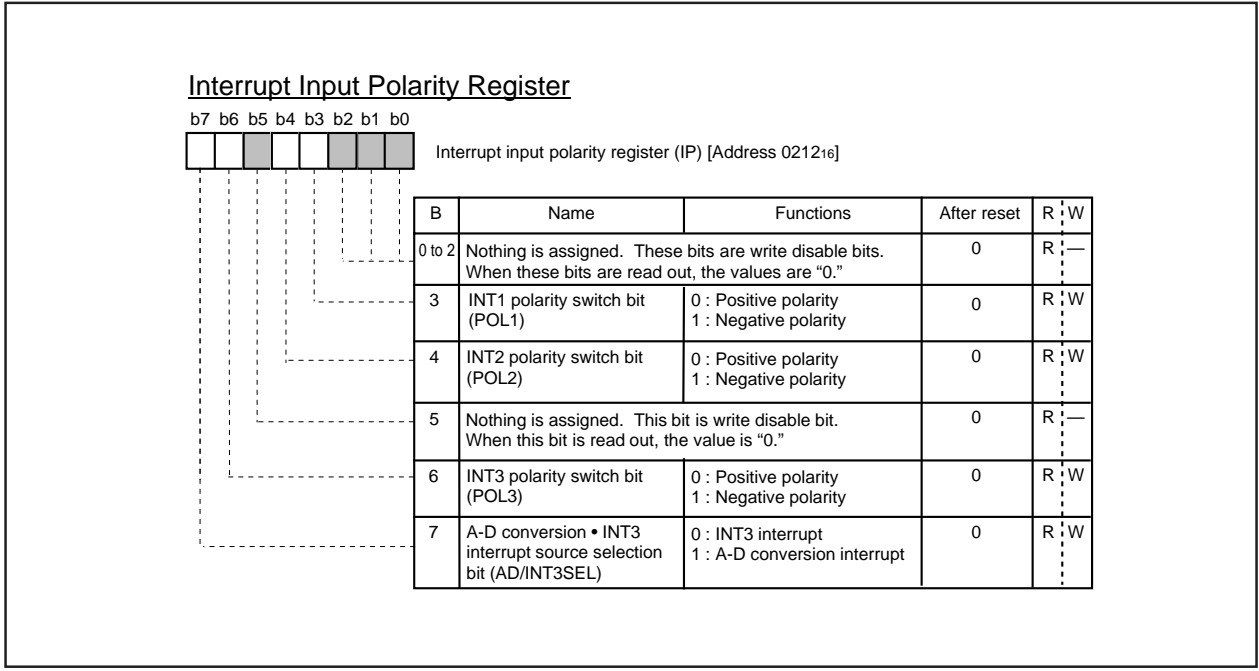 Interrupt Input Polarity Register
b7 b6 b5 b4 b3 b2 b1 b0
Interrupt input polarity register (IP) [Address 0212₁₆]
B Name Functions After reset R W
0 to 2 Nothing is assigned. These bits are write disable bits. 0 R —
When these bits are read out, the values are “0.”
3 INT1 polarity switch bit 0 : Positive polarity 0 R W
(POL1) 1 : Negative polarity
4 INT2 polarity switch bit 0 : Positive polarity 0 R W
(POL2) 1 : Negative polarity
5 Nothing is assigned. This bit is write disable bit. 0 R —
When this bit is read out, the value is “0.”
6 INT3 polarity switch bit 0 : Positive polarity 0 R W
(POL3) 1 : Negative polarity
7 A-D conversion • INT3 0 : INT3 interrupt 0 R W
interrupt source selection 1 : A-D conversion interrupt
bit (AD/INT3SEL)